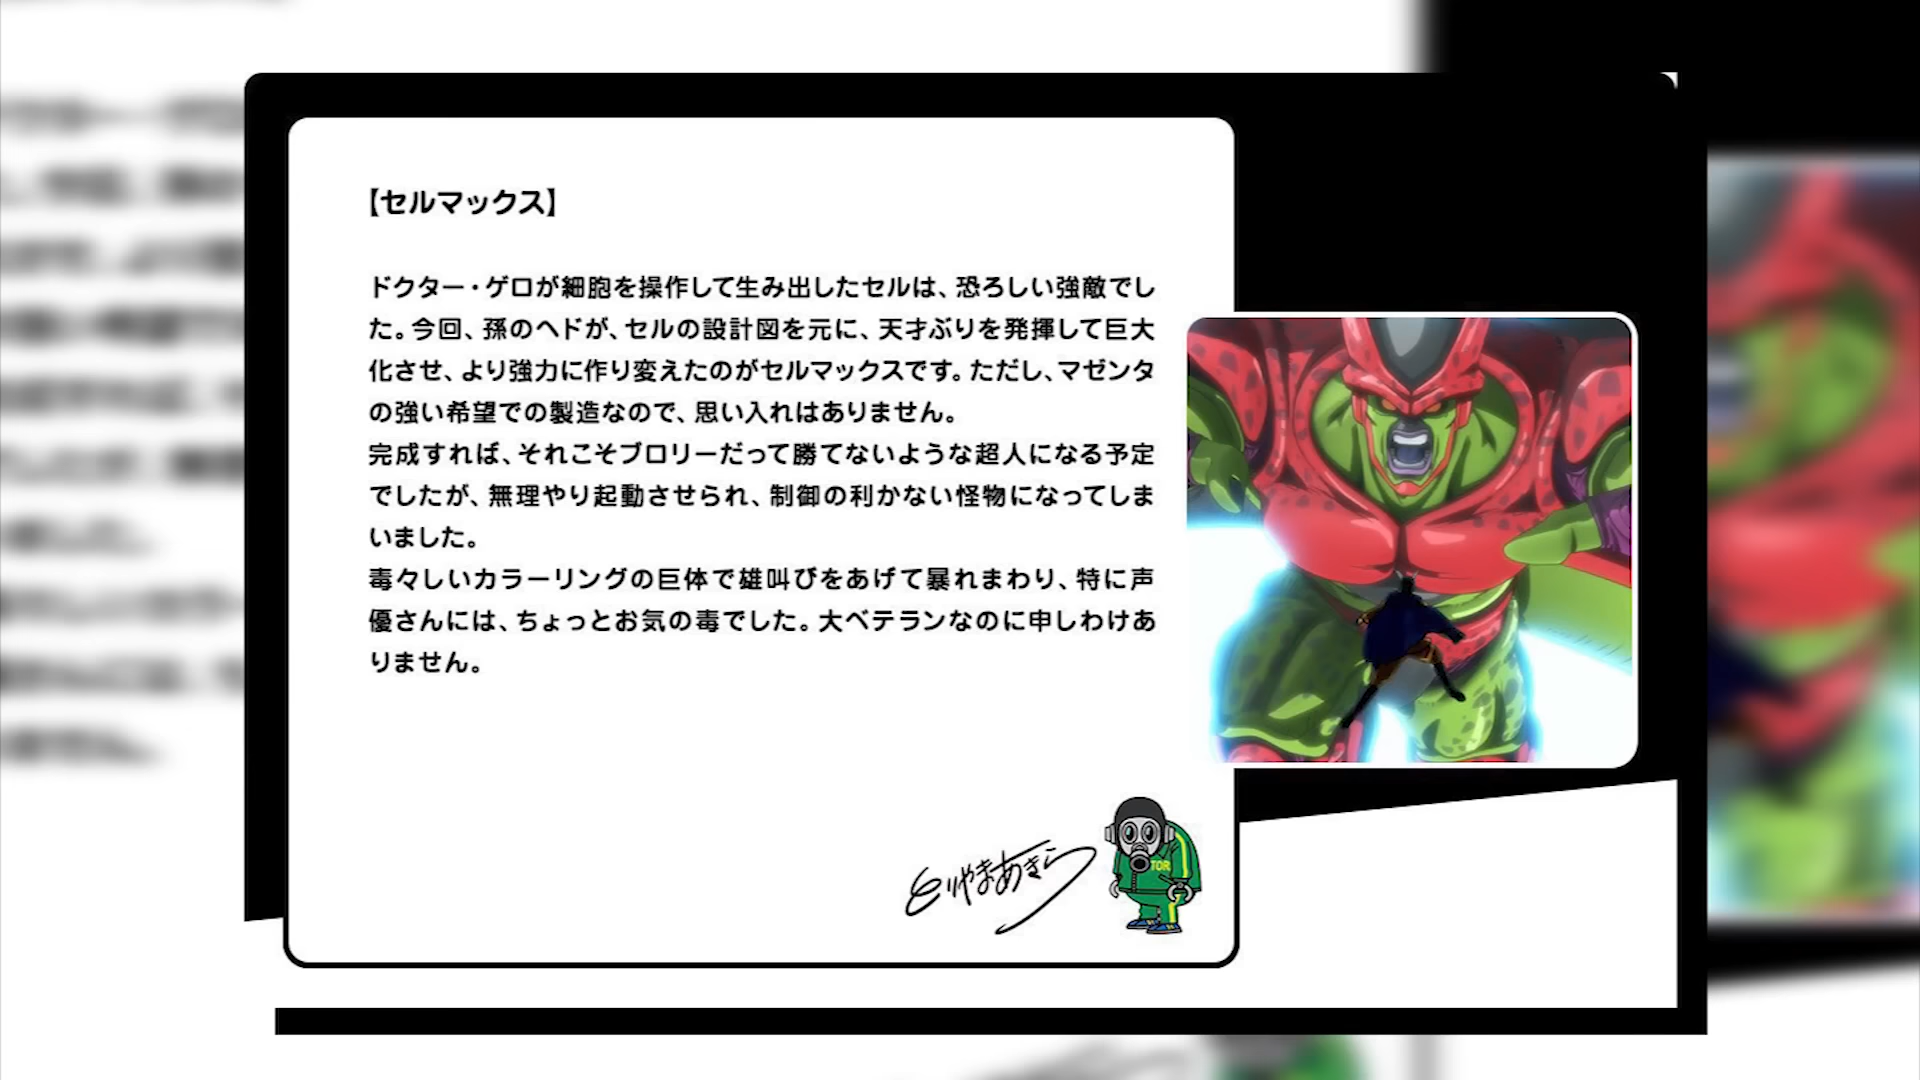 【セルマックス】
ドクター・ゲロが細胞を操作して生み出したセルは、恐ろしい強敵でし
た。今回、孫のヘドが、セルの設計図を元に、天才ぶりを発揮して巨大
化させ、より強力に作り変えたのがセルマックスです。ただし、マゼンタ
の強い希望での製造なので、思い入れはありません。
完成すれば、それこそブロリーだって勝てないような超人になる予定
でしたが、無理やり起動させられ、制御の利かない怪物になってしま
いました。
毒々しいカラーリングの巨体で雄叫びをあげて暴れまわり、特に声
優さんには、ちょっとお気の毒でした。大ベテランなのに申しわけあ
りません。
とりやまあきら
TORI